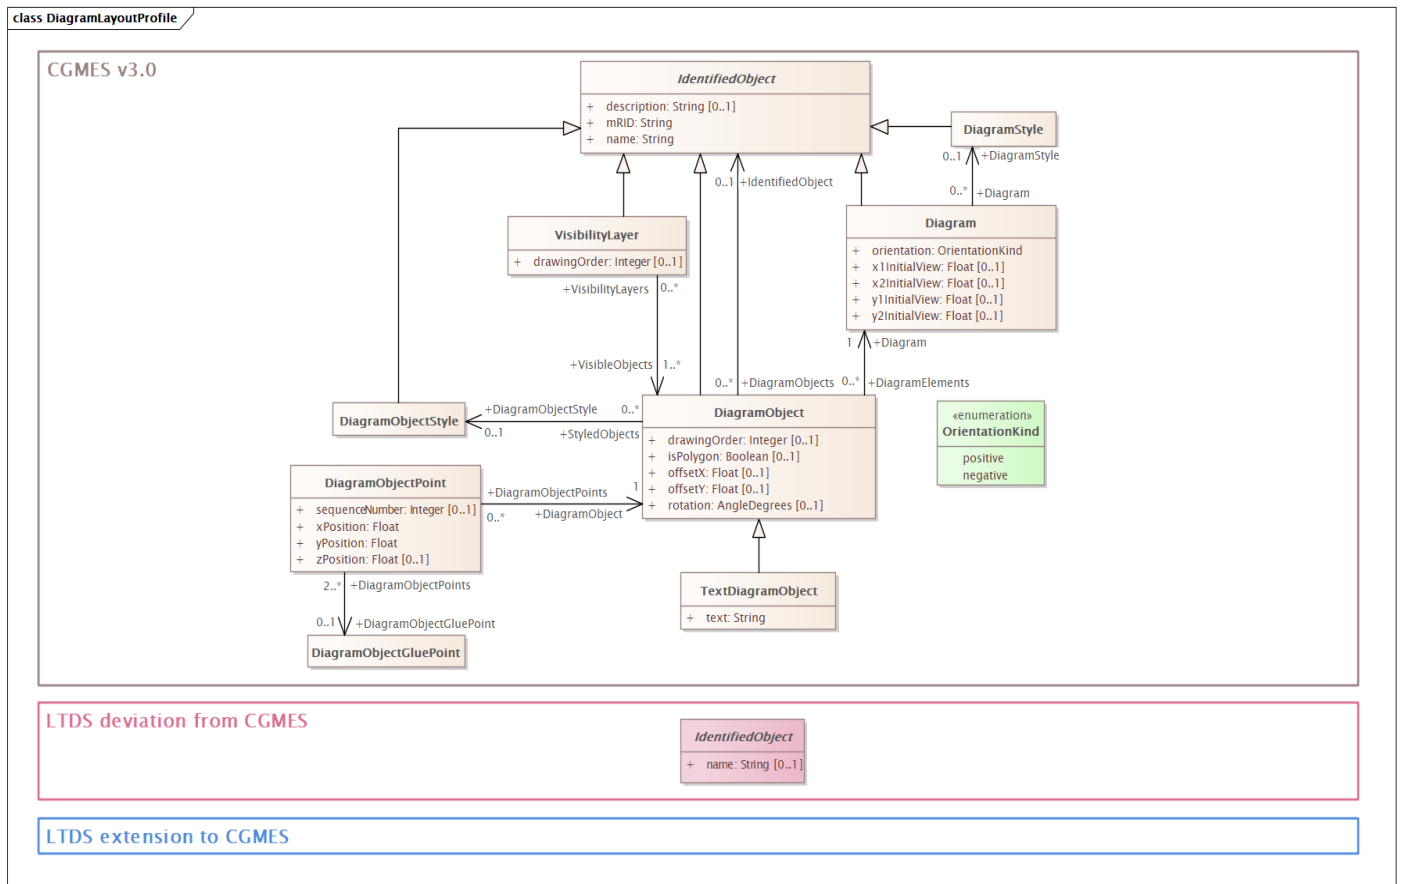 class DiagramLayoutProfile
CGMES v3.0
IdentifiedObject
+ description: String [0..1]
+ mRID: String
+ name: String
DiagramStyle
0..1 +DiagramStyle
0..1 +IdentifiedObject
0..* +Diagram
VisibilityLayer
+ drawingOrder: Integer [0..1]
Diagram
+ orientation: OrientationKind
+ x1InitialView: Float [0..1]
+ x2InitialView: Float [0..1]
+ y1InitialView: Float [0..1]
+ y2InitialView: Float [0..1]
+VisibilityLayers 0..*
1 +Diagram
+VisibleObjects 1..*
0..* +DiagramObjects 0..* +DiagramElements
DiagramObjectStyle
+DiagramObjectStyle 0..*
0..1 +StyledObjects
DiagramObject
+ drawingOrder: Integer [0..1]
+ isPolygon: Boolean [0..1]
+ offsetX: Float [0..1]
+ offsetY: Float [0..1]
+ rotation: AngleDegrees [0..1]
«enumeration»
OrientationKind
positive
negative
DiagramObjectPoint
+ sequenceNumber: Integer [0..1]
+ xPosition: Float
+ yPosition: Float
+ zPosition: Float [0..1]
+DiagramObjectPoints 1
0..* +DiagramObject
2..* +DiagramObjectPoints
0..1 +DiagramObjectGluePoint
DiagramObjectGluePoint
TextDiagramObject
+ text: String
LTDS deviation from CGMES
IdentifiedObject
+ name: String [0..1]
LTDS extension to CGMES